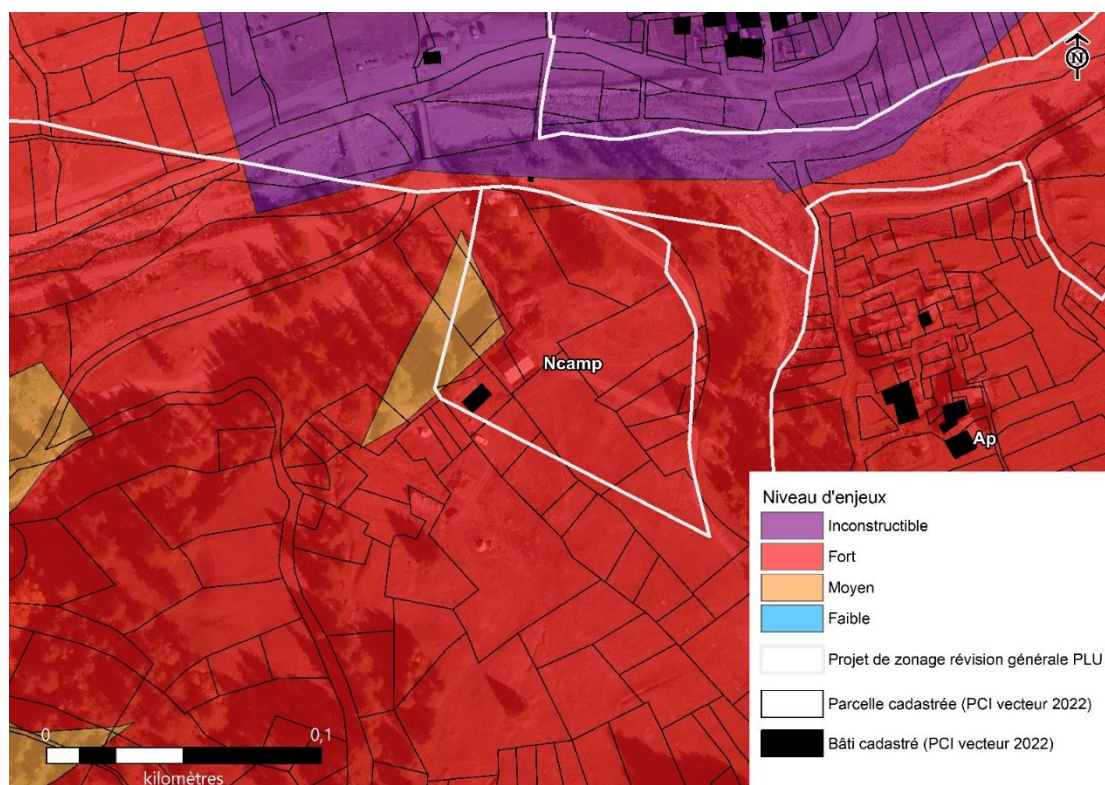 N
Ncamp
Ap
Niveau d'enjeux
Inconstructible
Fort
Moyen
Faible
Projet de zonage révision générale PLU
Parcelle cadastrée (PCI vecteur 2022)
Bâti cadastré (PCI vecteur 2022)
0 0,1
kilomètres